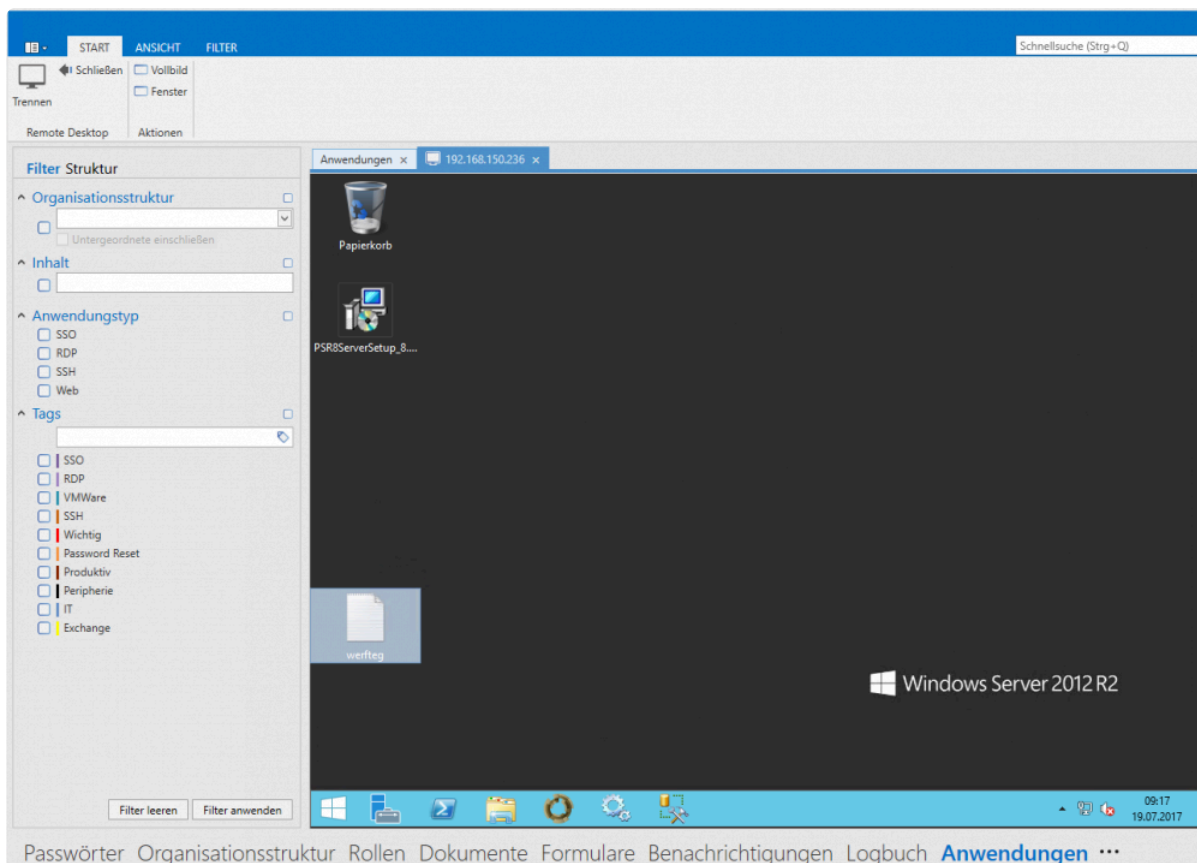 START ANSICHT FILTER
Schnellsuche (Strg+Q)
Schließen
Vollbild
Fenster
Trennen
Remote Desktop Aktionen
Filter Struktur
Organisationsstruktur
Untergeordnete einschließen
Inhalt
Anwendungstyp
SSO
RDP
SSH
Web
Tags
SSO
RDP
VMWare
SSH
Wichtig
Password Reset
Produktiv
Peripherie
IT
Exchange
Filter leeren Filter anwenden
Anwendungen × 192.168.150.236 ×
Papierkorb
PSR8ServerSetup_8....
werfteg
Windows Server 2012 R2
09:17
19.07.2017
Passwörter Organisationsstruktur Rollen Dokumente Formulare Benachrichtigungen Logbuch Anwendungen •••